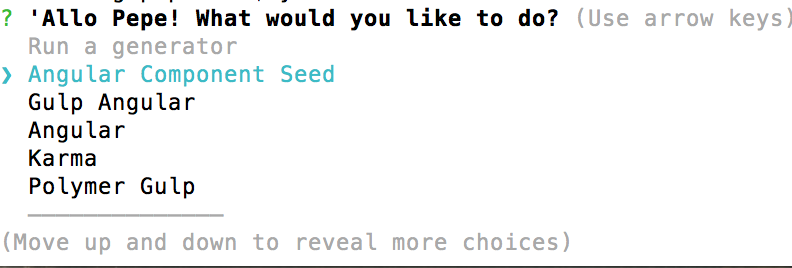 ? 'Allo Pepe! What would you like to do? (Use arrow keys)
Run a generator
❯ Angular Component Seed
Gulp Angular
Angular
Karma
Polymer Gulp
(Move up and down to reveal more choices)